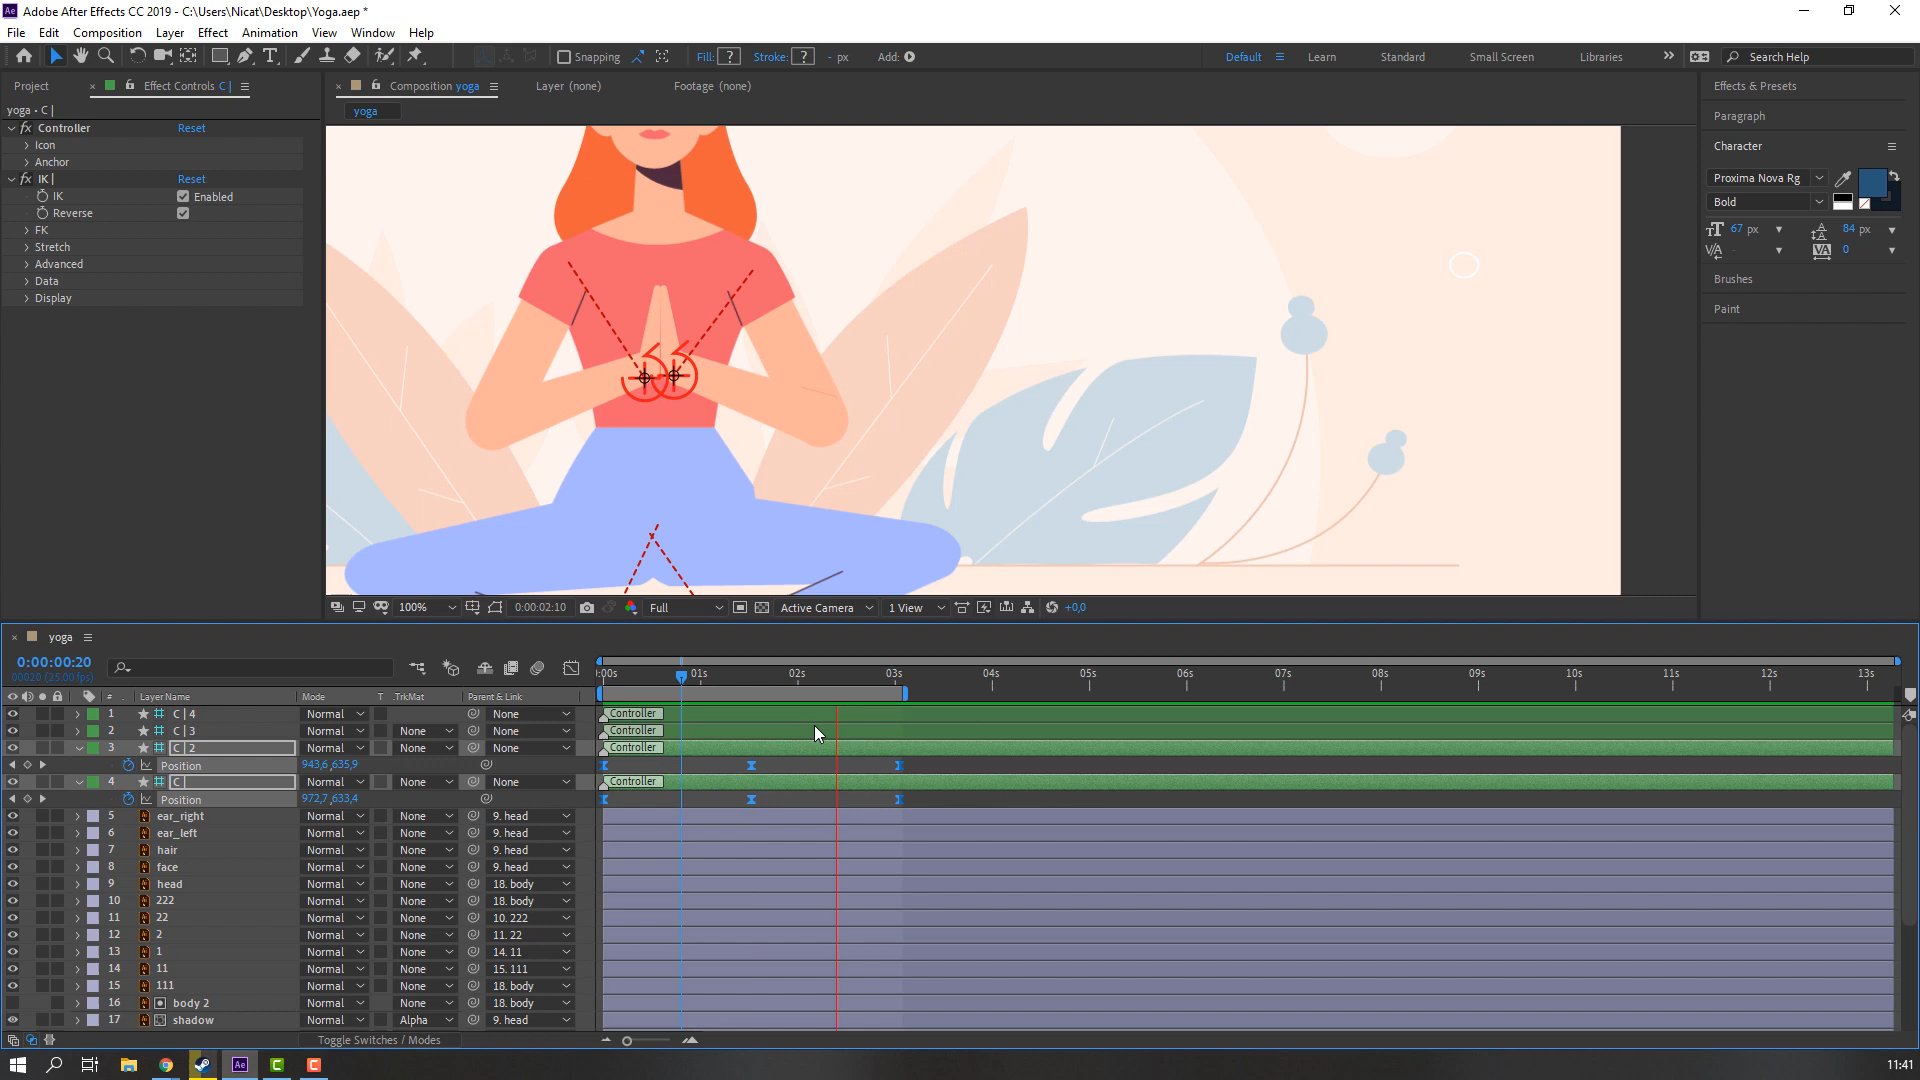 Ae Adobe After Effects CC 2019 - C:\Users\Nicat\Desktop\Yoga.aep *
File Edit Composition Layer Effect Animation View Window Help
Snapping Fill: ? Stroke: ? - px Add: Default Learn Standard Small Screen Libraries Search Help
Project Effect Controls C | Composition yoga Layer (none) Footage (none) Effects & Presets
yoga • C |
yoga
Paragraph
fx Controller Reset
Icon
Character
Anchor
fx IK | Reset
Proxima Nova Rg
IK Enabled
Bold
Reverse
FK
67 px 84 px
Stretch
0
Advanced
Data
Brushes
Display
Paint
100% 0:00:02:10 Full Active Camera 1 View +0,0
yoga
0:00:00:20
00020 (25.00 fps)
:00s 01s 02s 03s 04s 05s 06s 07s 08s 09s 10s 11s 12s 13s
# Layer Name Mode T .TrkMat Parent & Link
1 C | 4 Normal None Controller
2 C | 3 Normal None None Controller
3 C | 2 Normal None None Controller
Position 943,6,635,9
4 C | Normal None None Controller
Position 972,7,633,4
5 ear_right Normal None 9. head
6 ear_left Normal None 9. head
7 hair Normal None 9. head
8 face Normal None 9. head
9 head Normal None 18. body
10 222 Normal None 18. body
11 22 Normal None 10. 222
12 2 Normal None 11. 22
13 1 Normal None 14. 11
14 11 Normal None 15. 111
15 111 Normal None 18. body
16 body 2 Normal None 18. body
17 shadow Normal Alpha 9. head
Toggle Switches / Modes
Ae C C 11:41